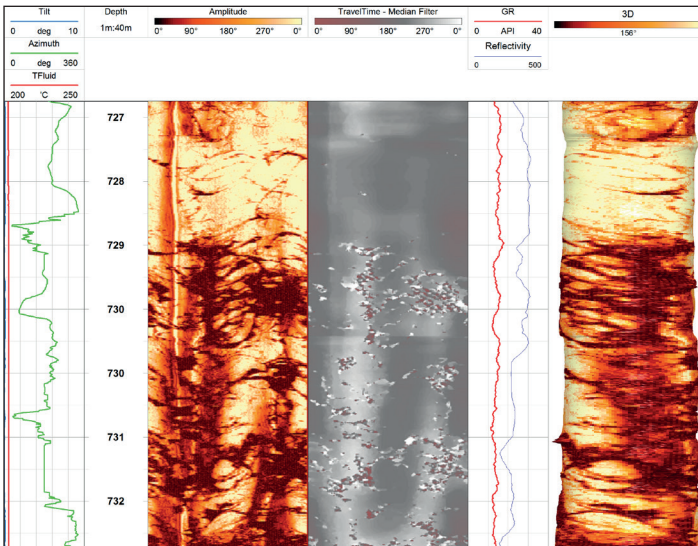 Tilt
0 deg 10
Azimuth
0 deg 360
TFluid
200 'C 250
Depth
1m:40m
Amplitude
0° 90° 180° 270° 0°
TravelTime - Median Filter
0° 90° 180° 270° 0°
GR
0 API 40
Reflectivity
0 500
3D
156°
727
728
729
730
730
731
732